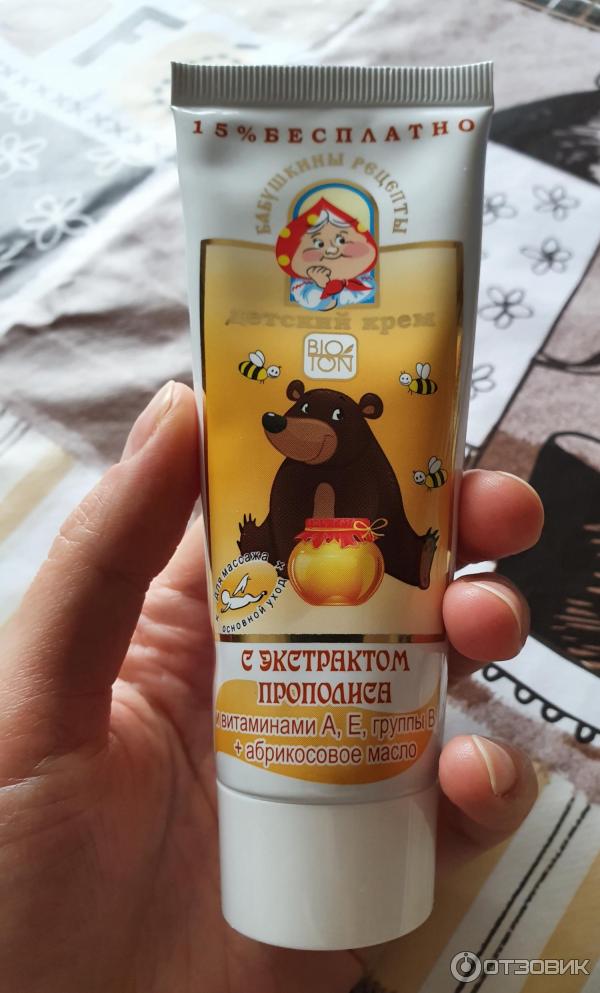 15% БЕСПЛАТНО
БАБУШКИНЫ РЕЦЕПТЫ
детский крем
BIO
TON
для массажа
основной уход
С ЭКСТРАКТОМ
ПРОПОЛИСА
и витаминами А, Е, группы В
+ абрикосовое масло
ОТЗОВИК